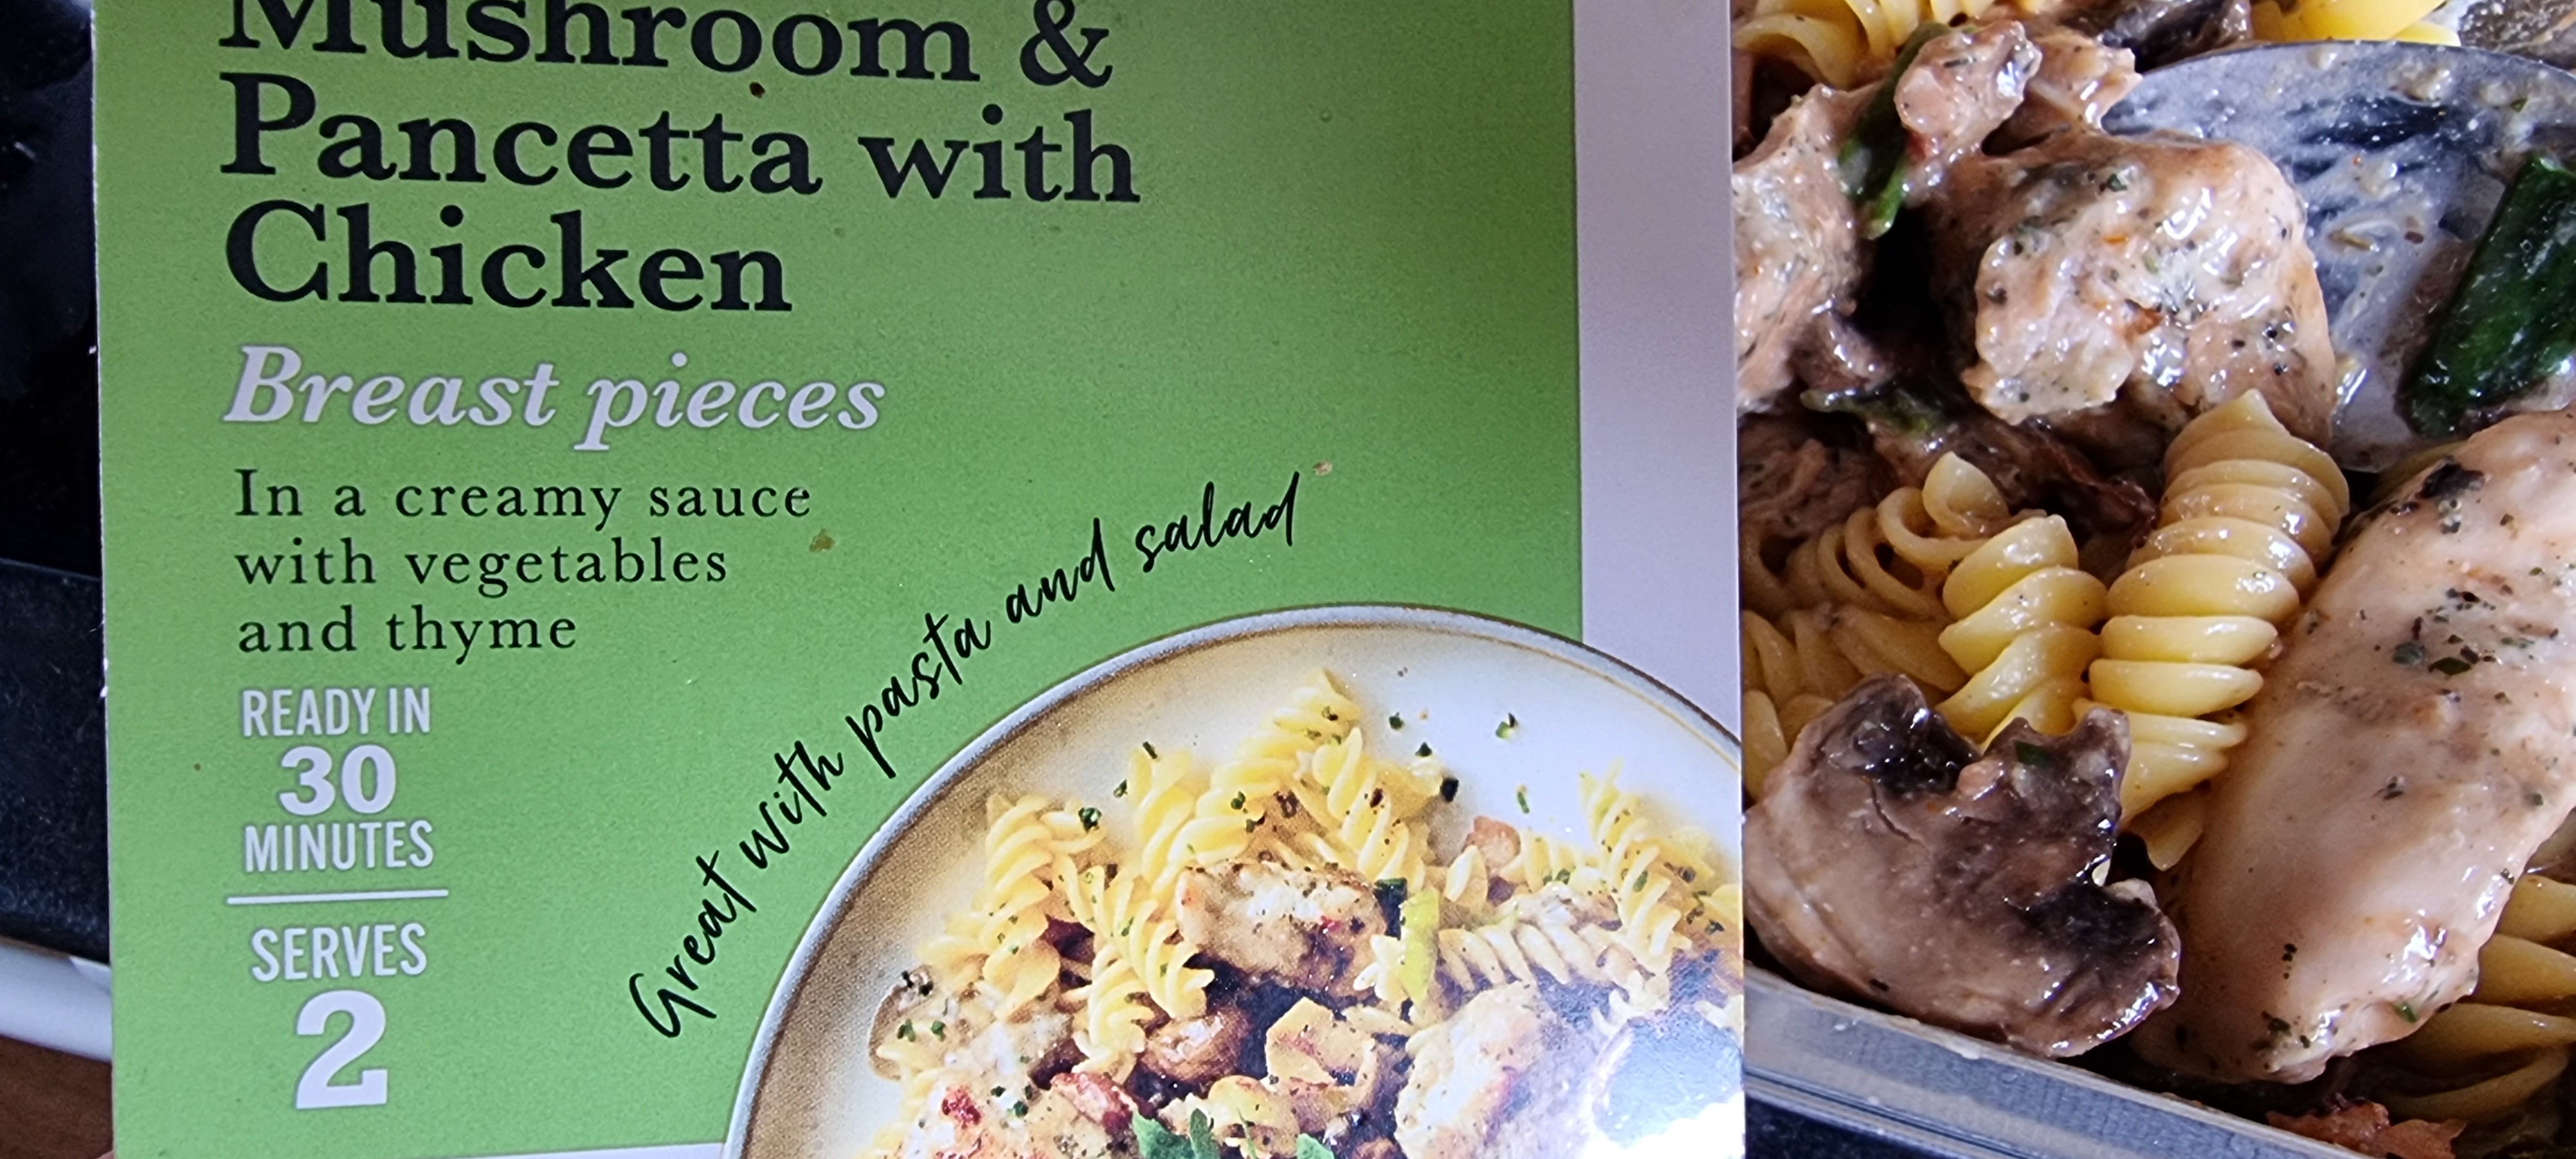 Mushroom &
Pancetta with
Chicken
Breast pieces
In a creamy sauce
with vegetables
and thyme
READY IN
30
MINUTES
SERVES
2
Great with pasta and salad